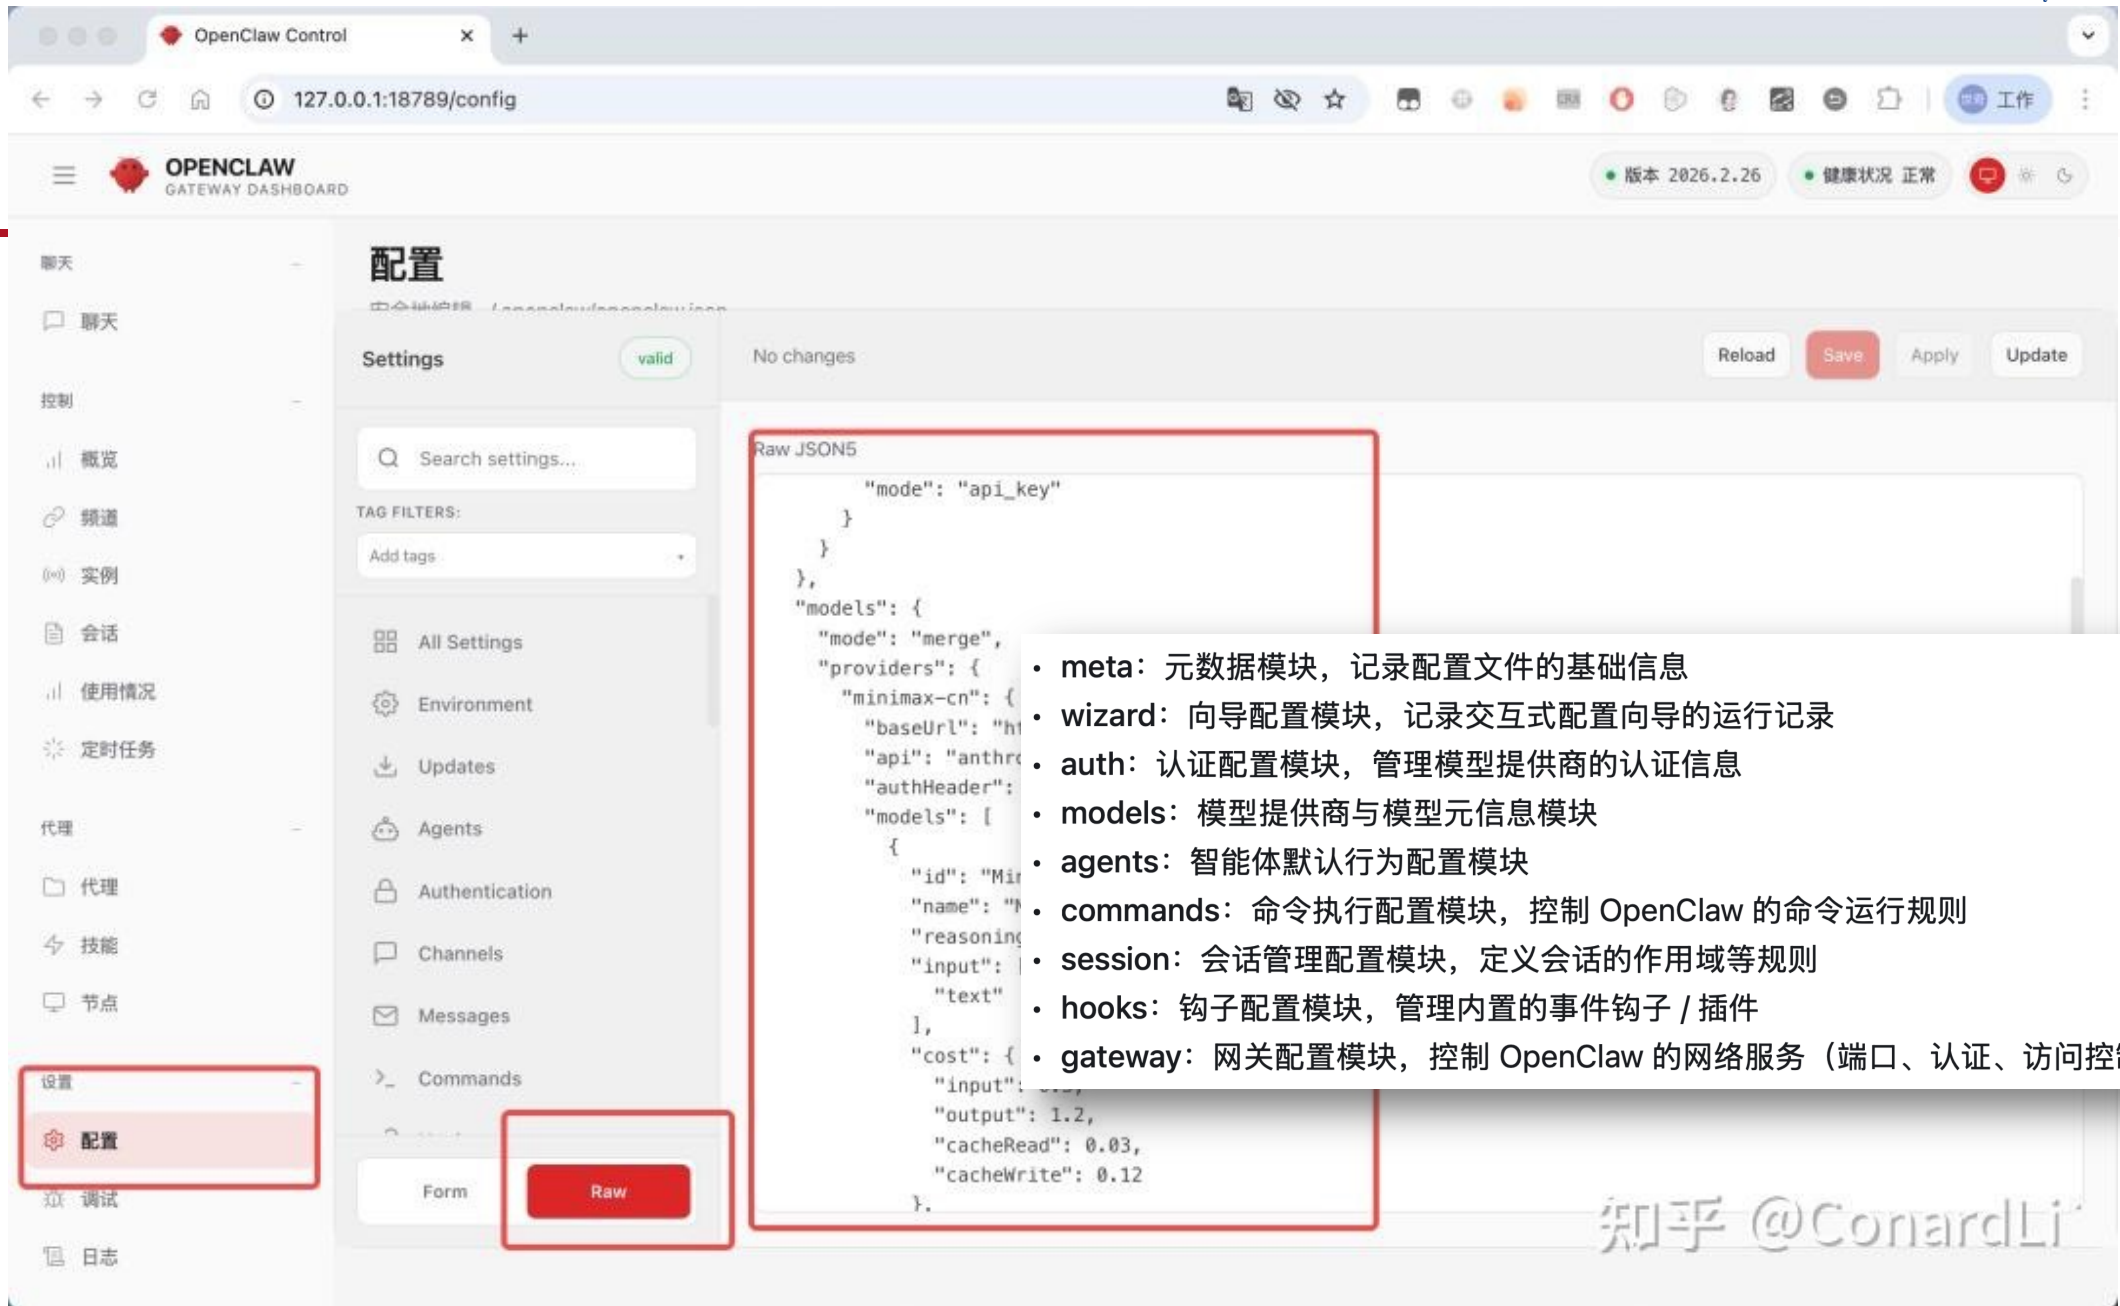 OpenClaw Control
127.0.0.1:18789/config
工作
OPENCLAW
GATEWAY DASHBOARD
版本 2026.2.26
健康状况 正常
聊天
聊天
控制
概览
频道
实例
会话
使用情况
定时任务
代理
代理
技能
节点
设置
配置
调试
日志
配置
Settings
valid
Search settings...
TAG FILTERS:
Add tags
All Settings
Environment
Updates
Agents
Authentication
Channels
Messages
Commands
Form
Raw
No changes
Reload
Save
Apply
Update
Raw JSON5
"mode": "api_key"
}
}
},
"models": {
"mode": "merge",
"providers": {
"minimax-cn": {
"baseUrl": "ht
"api": "anthro
"authHeader":
"models": [
{
"id": "Min
"name": "M
"reasoning
"input": [
"text"
],
"cost": {
"input":
"output": 1.2,
"cacheRead": 0.03,
"cacheWrite": 0.12
},
• meta：元数据模块，记录配置文件的基础信息
• wizard：向导配置模块，记录交互式配置向导的运行记录
• auth：认证配置模块，管理模型提供商的认证信息
• models：模型提供商与模型元信息模块
• agents：智能体默认行为配置模块
• commands：命令执行配置模块，控制 OpenClaw 的命令运行规则
• session：会话管理配置模块，定义会话的作用域等规则
• hooks：钩子配置模块，管理内置的事件钩子 / 插件
• gateway：网关配置模块，控制 OpenClaw 的网络服务（端口、认证、访问控
知乎 @ConardLi